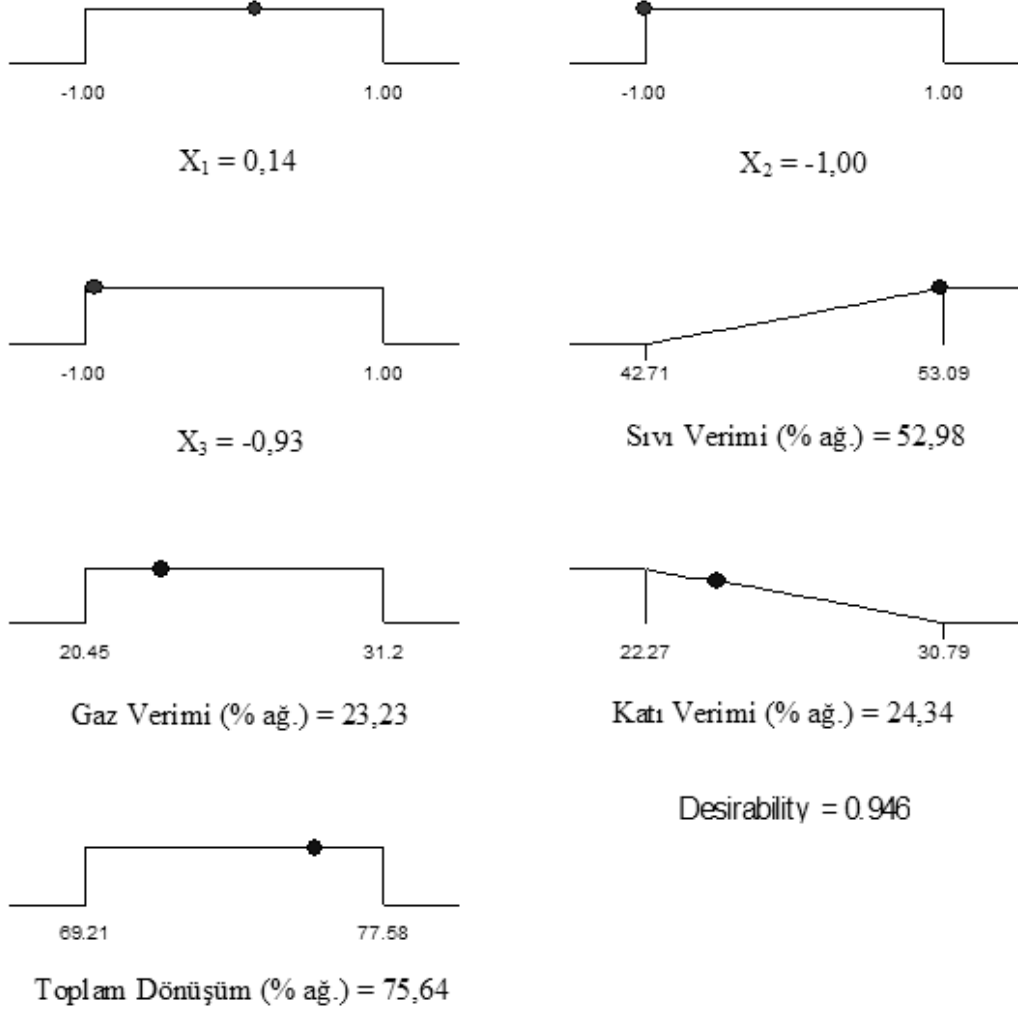 -1.00 1.00
X₁ = 0,14
-1.00 1.00
X₂ = -1,00
-1.00 1.00
X₃ = -0,93
42.71 53.09
Sıvı Verimi (% ağ.) = 52,98
20.45 31.2
Gaz Verimi (% ağ.) = 23,23
22.27 30.79
Katı Verimi (% ağ.) = 24,34
Desirability = 0.946
69.21 77.58
Toplam Dönüşüm (% ağ.) = 75,64